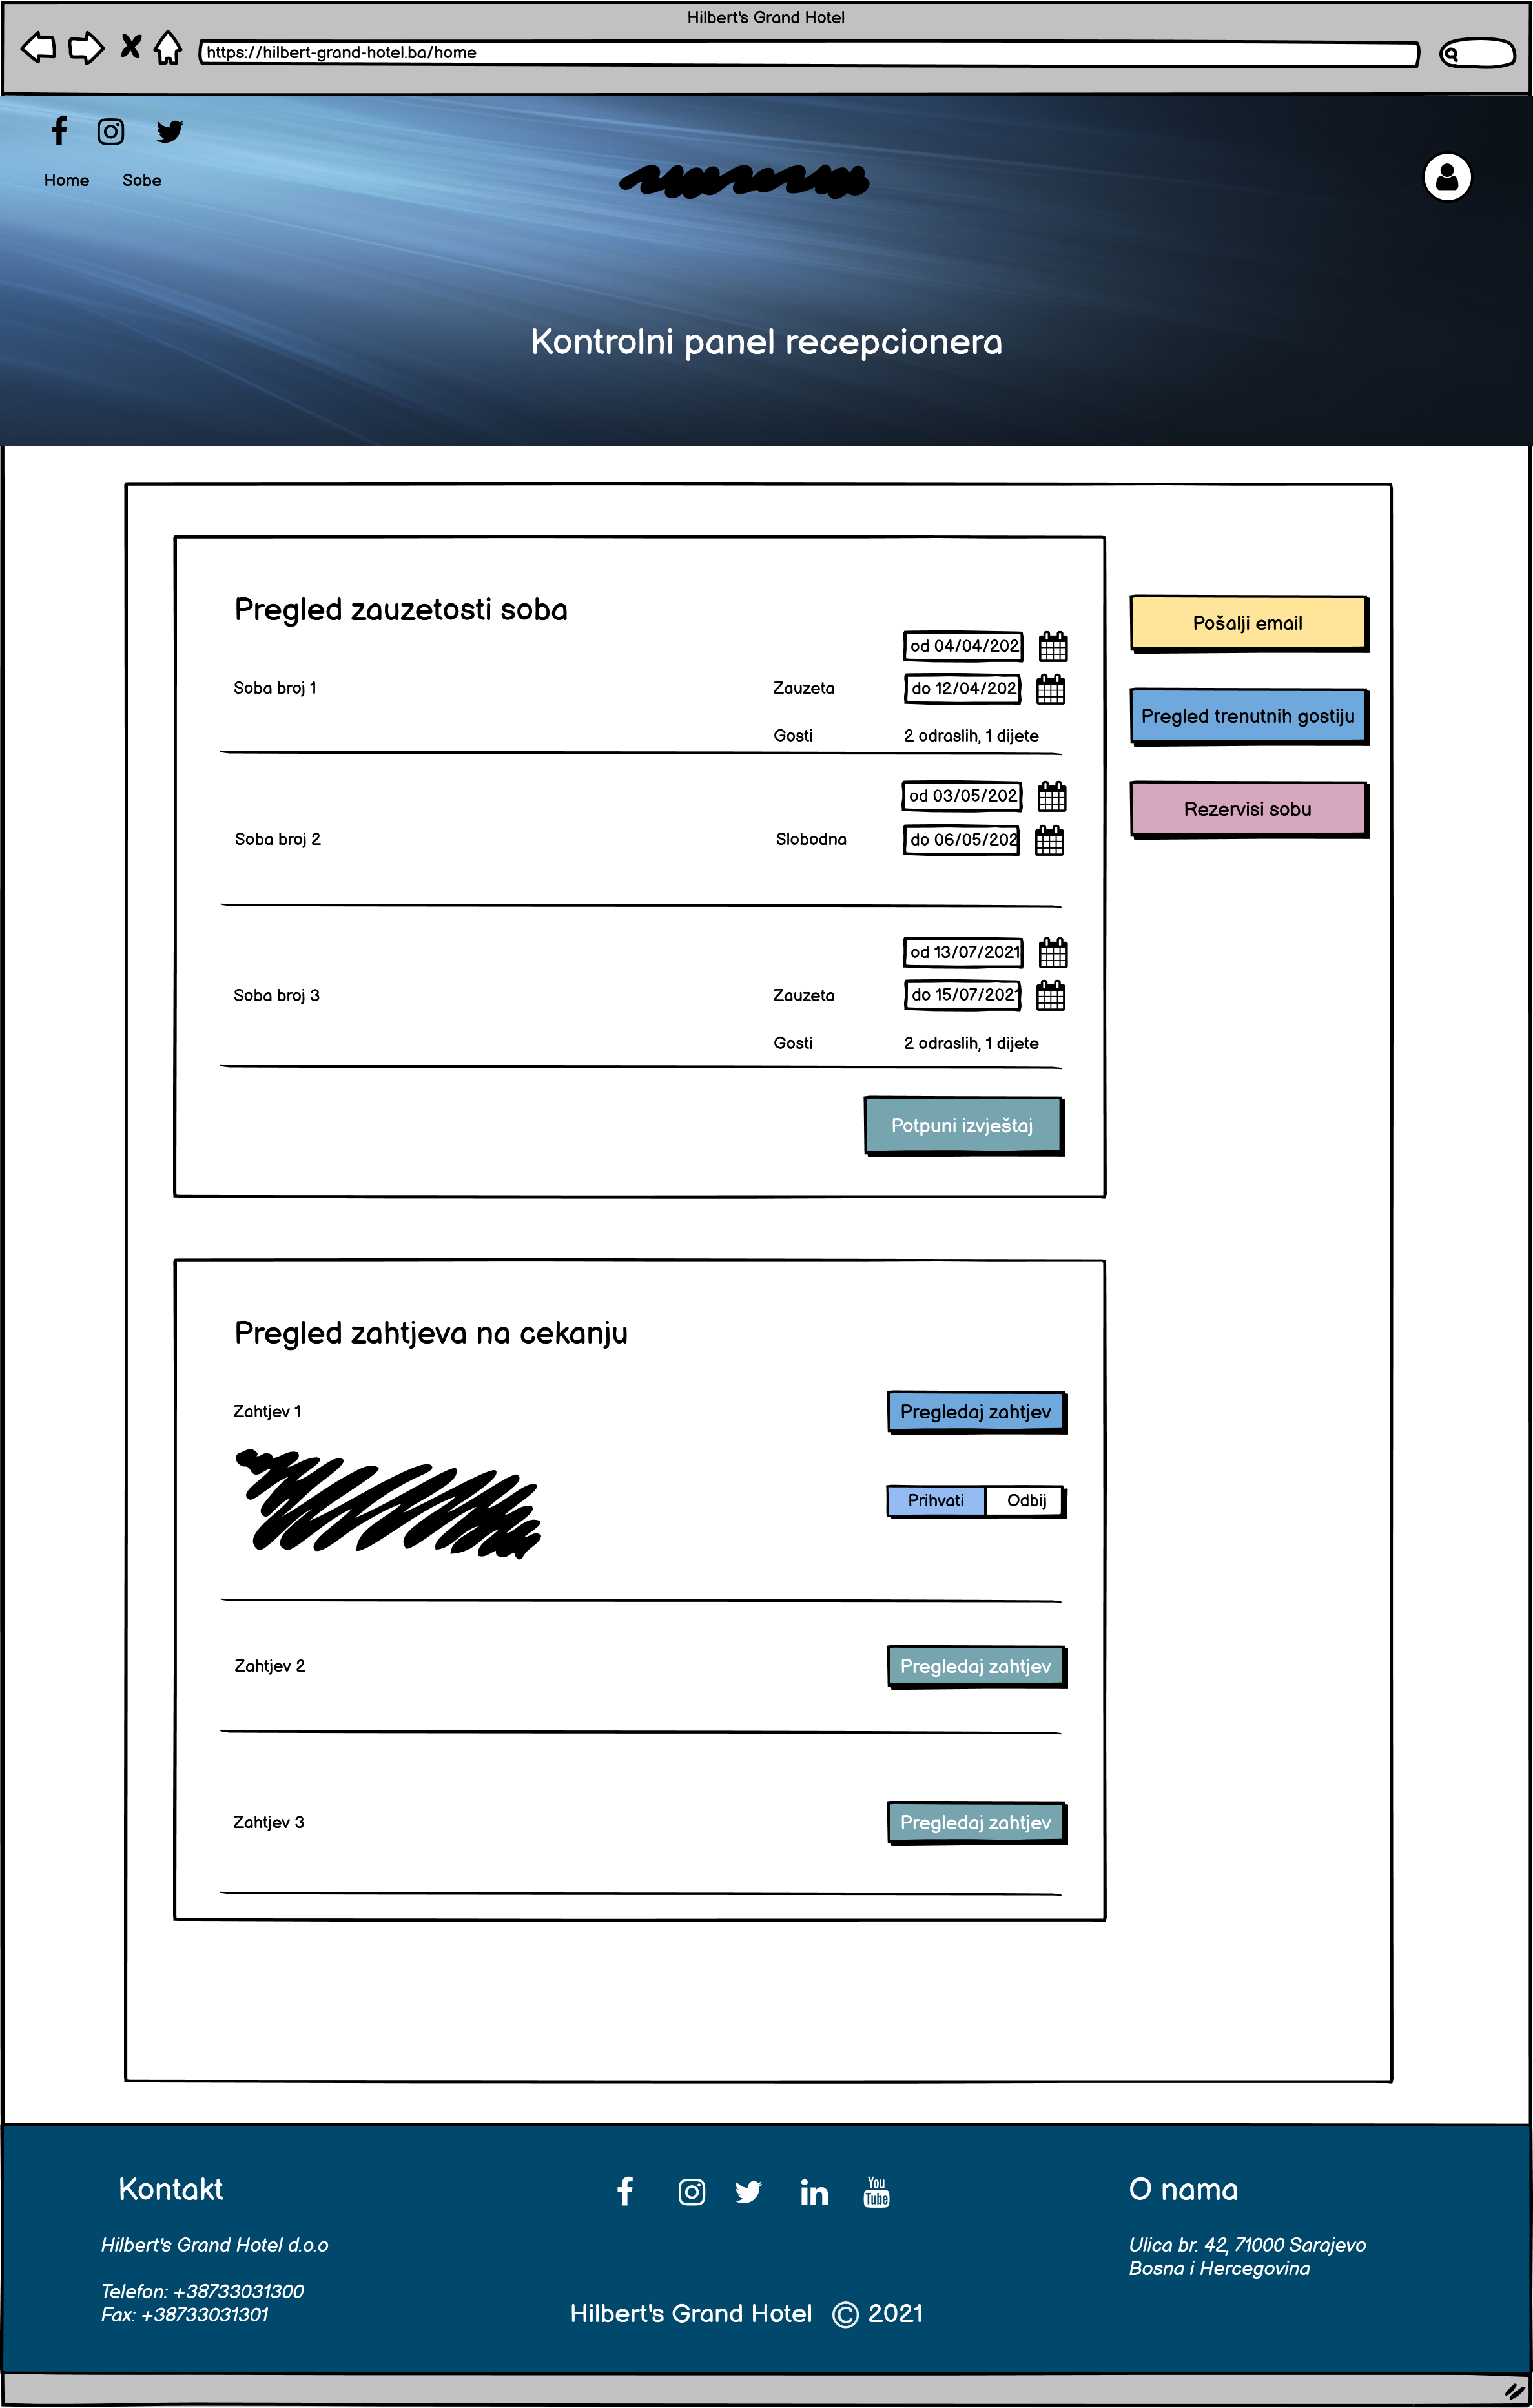 Hilbert's Grand Hotel
https://hilbert-grand-hotel.ba/home
Home Sobe
Kontrolni panel recepcionera
Pregled zauzetosti soba
od 04/04/202
Soba broj 1 Zauzeta do 12/04/202
Gosti 2 odraslih, 1 dijete
od 03/05/202
Soba broj 2 Slobodna do 06/05/202
od 13/07/2021
Soba broj 3 Zauzeta do 15/07/2021
Gosti 2 odraslih, 1 dijete
Potpuni izvještaj
Pošalji email
Pregled trenutnih gostiju
Rezervisi sobu
Pregled zahtjeva na cekanju
Zahtjev 1 Pregledaj zahtjev
Prihvati Odbij
Zahtjev 2 Pregledaj zahtjev
Zahtjev 3 Pregledaj zahtjev
Kontakt
Hilbert's Grand Hotel d.o.o
Telefon: +38733031300
Fax: +38733031301
You
Tube
Hilbert's Grand Hotel © 2021
O nama
Ulica br. 42, 71000 Sarajevo
Bosna i Hercegovina